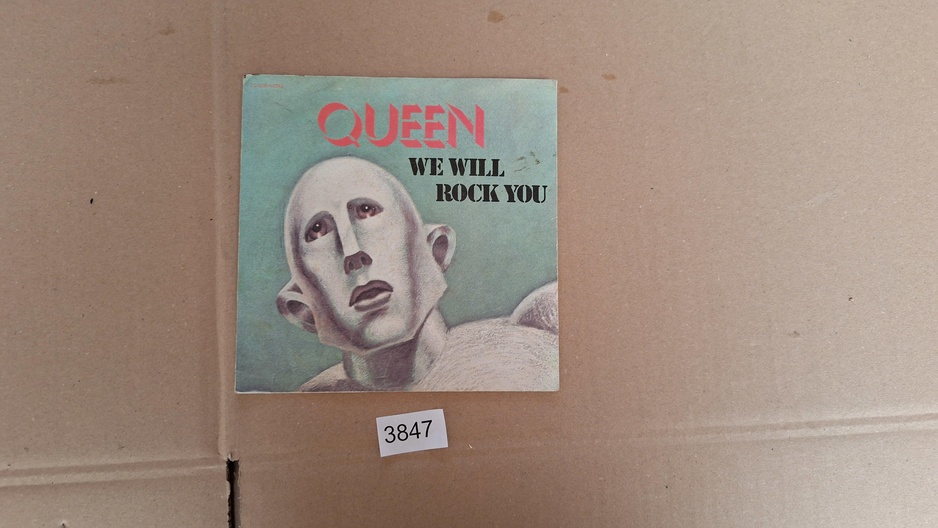 QUEEN
WE WILL
ROCK YOU
3847